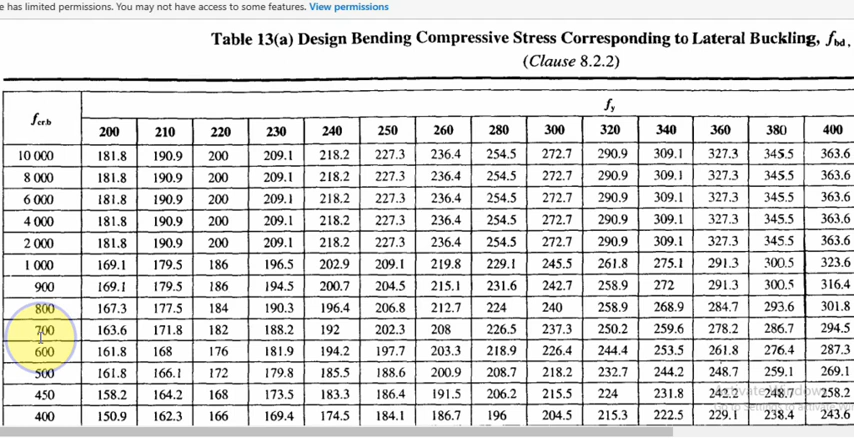 e has limited permissions. You may not have access to some features. View permissions
Table 13(a) Design Bending Compressive Stress Corresponding to Lateral Buckling, fbd,
(Clause 8.2.2)
fcr,b
fy
200 210 220 230 240 250 260 280 300 320 340 360 380 400
10 000 181.8 190.9 200 209.1 218.2 227.3 236.4 254.5 272.7 290.9 309.1 327.3 345.5 363.6
8 000 181.8 190.9 200 209.1 218.2 227.3 236.4 254.5 272.7 290.9 309.1 327.3 345.5 363.6
6 000 181.8 190.9 200 209.1 218.2 227.3 236.4 254.5 272.7 290.9 309.1 327.3 345.5 363.6
4 000 181.8 190.9 200 209.1 218.2 227.3 236.4 254.5 272.7 290.9 309.1 327.3 345.5 363.6
2 000 181.8 190.9 200 209.1 218.2 227.3 236.4 254.5 272.7 290.9 309.1 327.3 345.5 363.6
1 000 169.1 179.5 186 196.5 202.9 209.1 219.8 229.1 245.5 261.8 275.1 291.3 300.5 323.6
900 169.1 179.5 186 194.5 200.7 204.5 215.1 231.6 242.7 258.9 272 291.3 300.5 316.4
800 167.3 177.5 184 190.3 196.4 206.8 212.7 224 240 258.9 268.9 284.7 293.6 301.8
700 163.6 171.8 182 188.2 192 202.3 208 226.5 237.3 250.2 259.6 278.2 286.7 294.5
600 161.8 168 176 181.9 194.2 197.7 203.3 218.9 226.4 244.4 253.5 261.8 276.4 287.3
500 161.8 166.1 172 179.8 185.5 188.6 200.9 208.7 218.2 232.7 244.2 248.7 259.1 269.1
450 158.2 164.2 168 173.5 183.3 186.4 191.5 206.2 215.5 224 231.8 242.2 248.7 258.2
400 150.9 162.3 166 169.4 174.5 184.1 186.7 196 204.5 215.3 222.5 229.1 238.4 243.6